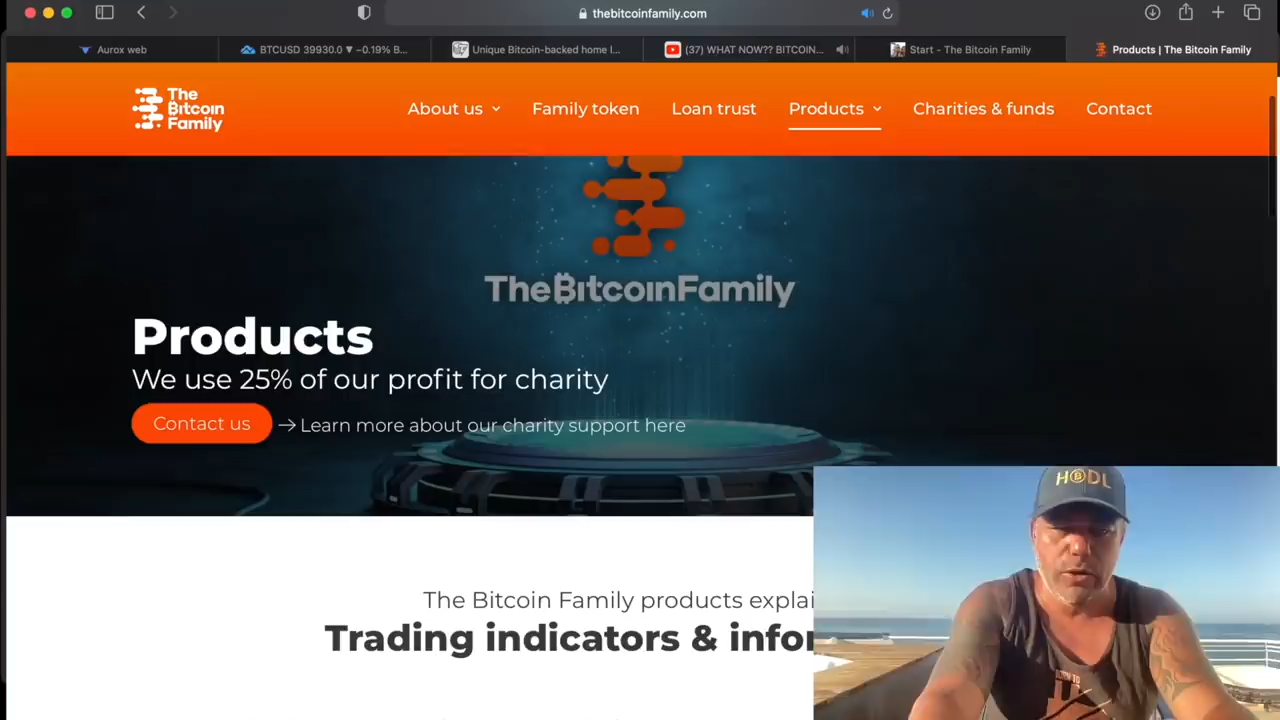 thebitcoinfamily.com
Aurox web
BTCUSD 39930.0 ▼ −0.19% B...
Unique Bitcoin-backed home l...
(37) WHAT NOW?? BITCOIN...
Start - The Bitcoin Family
Products | The Bitcoin Family
The
Bitcoin
Family
About us
Family token
Loan trust
Products
Charities & funds
Contact
TheBitcoinFamily
Products
We use 25% of our profit for charity
Contact us
Learn more about our charity support here
HODL
The Bitcoin Family products explai
Trading indicators & infor